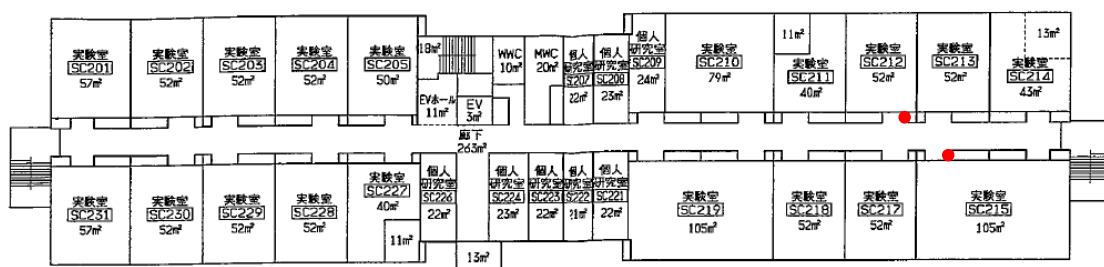 実験室
SC201
57m²
実験室
SC202
52m²
実験室
SC203
52m²
実験室
SC204
52m²
実験室
SC205
50m²
18m²
EVホール
11m²
EV
3m²
WWC
10m²
MWC
20m²
個人
研究室
SC207
22m²
個人
研究室
SC208
23m²
個人
研究室
SC209
24m²
実験室
SC210
79m²
11m²
実験室
SC211
40m²
実験室
SC212
52m²
実験室
SC213
52m²
13m²
実験室
SC214
43m²
廊下
263m²
実験室
SC231
57m²
実験室
SC230
52m²
実験室
SC229
52m²
実験室
SC228
52m²
実験室
SC227
40m²
11m²
個人
研究室
SC226
22m²
13m²
個人
研究室
SC224
23m²
個人
研究室
SC223
22m²
個人
研究室
SC222
21m²
個人
研究室
SC221
22m²
実験室
SC219
105m²
実験室
SC218
52m²
実験室
SC217
52m²
実験室
SC215
105m²